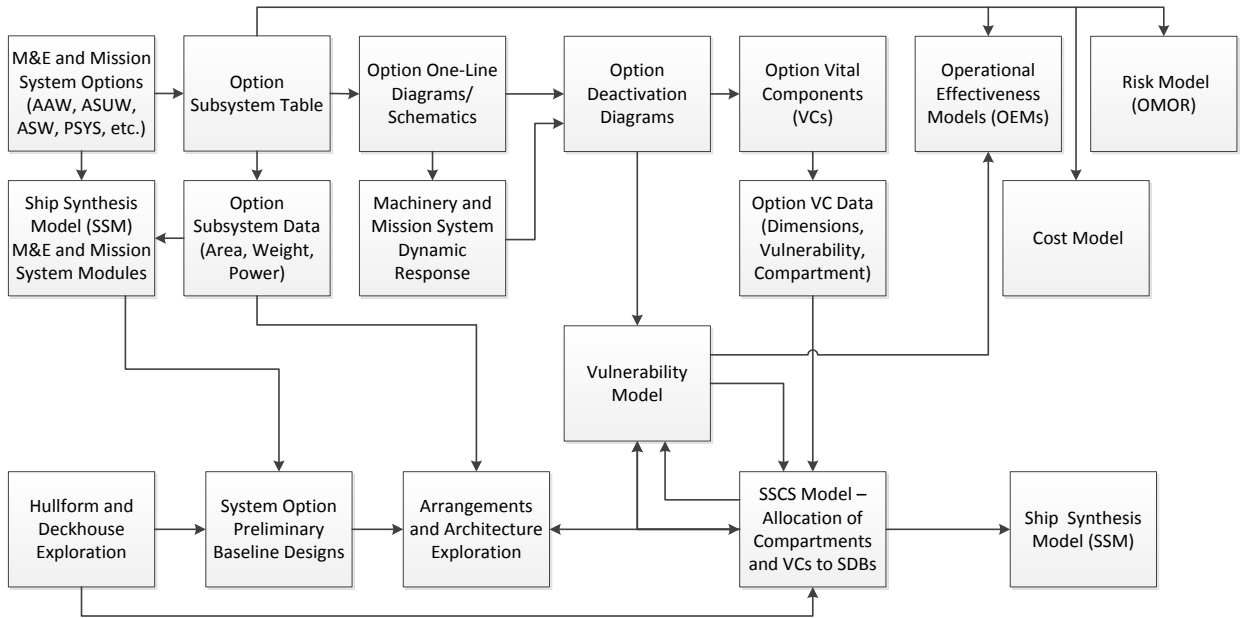 M&E and Mission
System Options
(AAW, ASUW,
ASW, PSYS, etc.)
Option
Subsystem Table
Option One-Line
Diagrams/
Schematics
Option
Deactivation
Diagrams
Option Vital
Components
(VCs)
Operational
Effectiveness
Models (OEMs)
Risk Model
(OMOR)
Ship Synthesis
Model (SSM)
M&E and Mission
System Modules
Option
Subsystem Data
(Area, Weight,
Power)
Machinery and
Mission System
Dynamic
Response
Option VC Data
(Dimensions,
Vulnerability,
Compartment)
Cost Model
Vulnerability
Model
Hullform and
Deckhouse
Exploration
System Option
Preliminary
Baseline Designs
Arrangements
and Architecture
Exploration
SSCS Model –
Allocation of
Compartments
and VCs to SDBs
Ship Synthesis
Model (SSM)